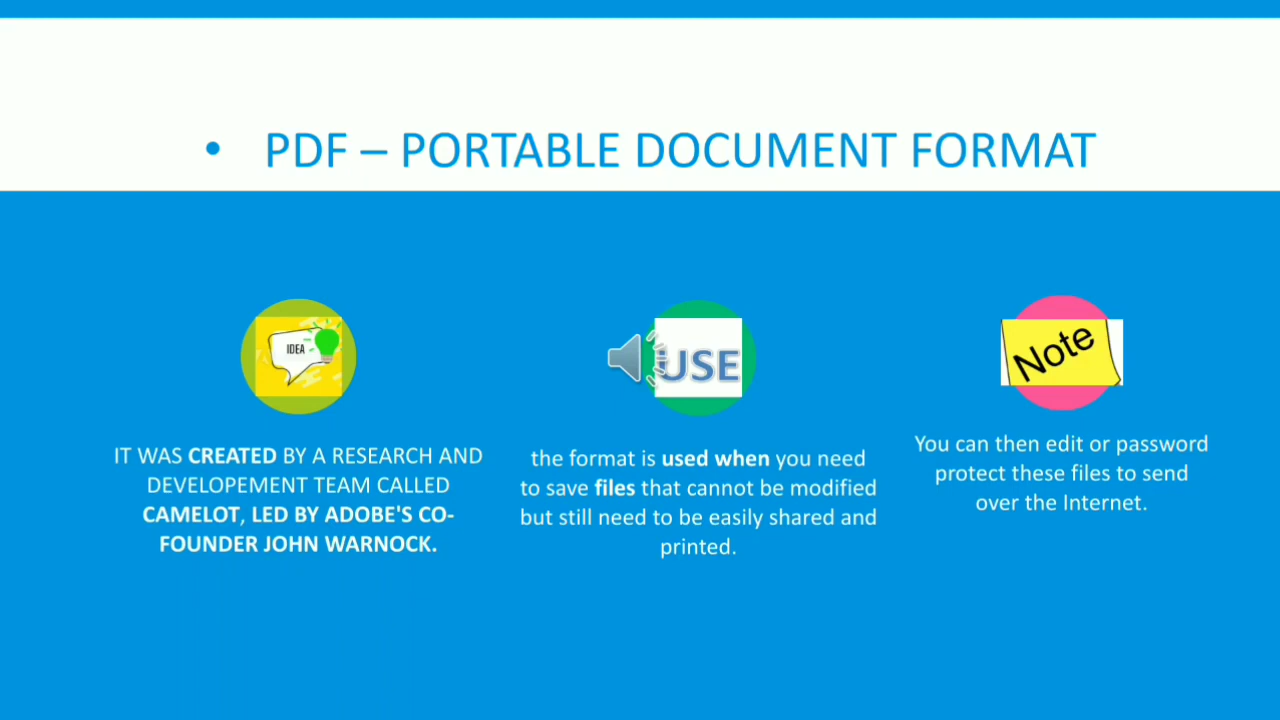 • PDF – PORTABLE DOCUMENT FORMAT
IDEA
USE
Note
IT WAS CREATED BY A RESEARCH AND
DEVELOPEMENT TEAM CALLED
CAMELOT, LED BY ADOBE'S CO-
FOUNDER JOHN WARNOCK.
the format is used when you need
to save files that cannot be modified
but still need to be easily shared and
printed.
You can then edit or password
protect these files to send
over the Internet.